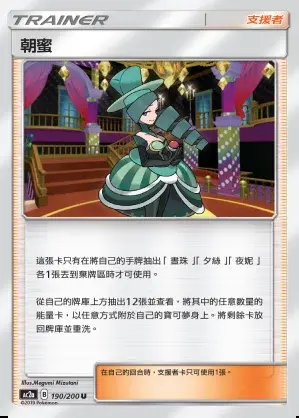 TRAINER 支援者
朝蜜
這張卡只有在將自己的手牌抽出「晝珠」「夕絲」「夜妮」
各1張丟到棄牌區時才可使用。
從自己的牌庫上方抽出12張並查看,將其中的任意數量的
能量卡,以任意方式附於自己的寶可夢身上。將剩餘卡放
回牌庫並重洗。
Illus.Megumi Mizutani
在自己的回合時,支援者卡只可使用1張。
AC2a B 190/200 U
©2019 Pokémon